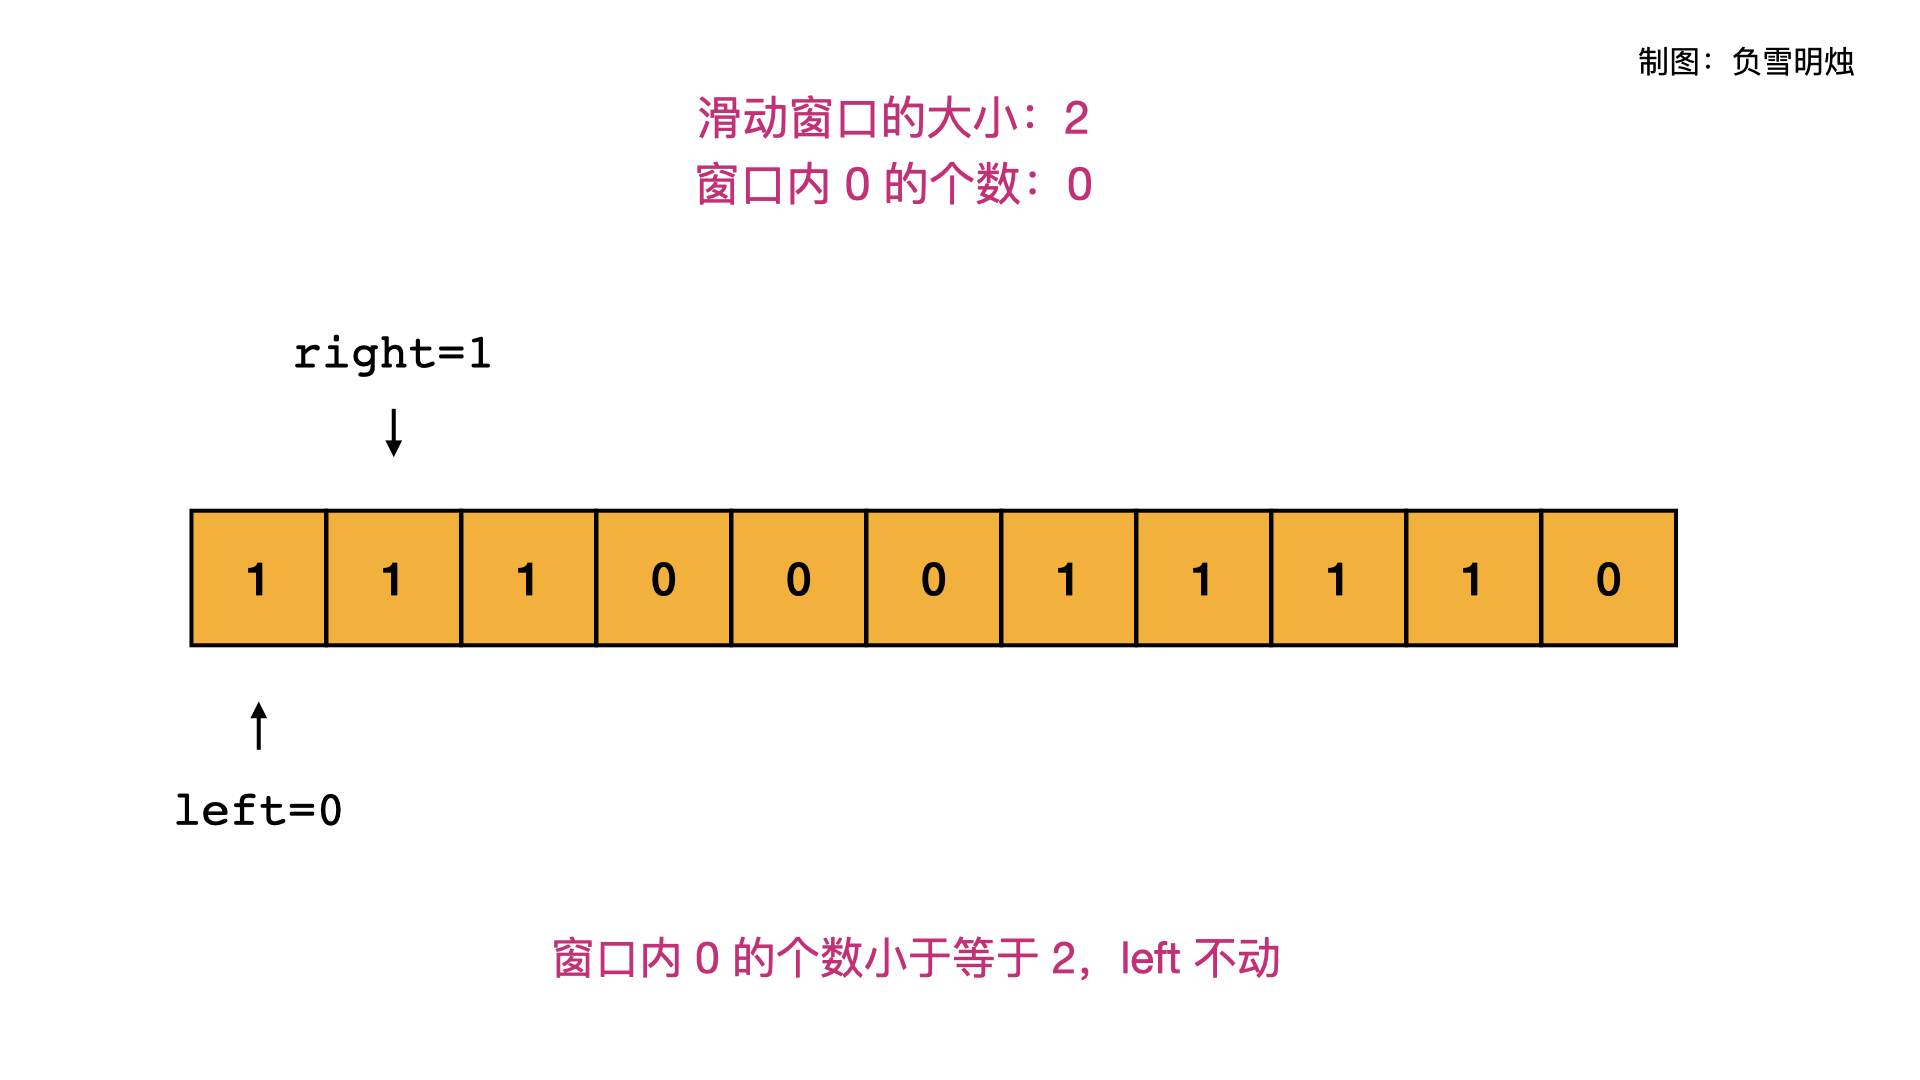 制图：负雪明烛
滑动窗口的大小：2
窗口内 0 的个数：0
right=1
1 1 1 0 0 0 1 1 1 1 0
left=0
窗口内 0 的个数小于等于 2，left 不动